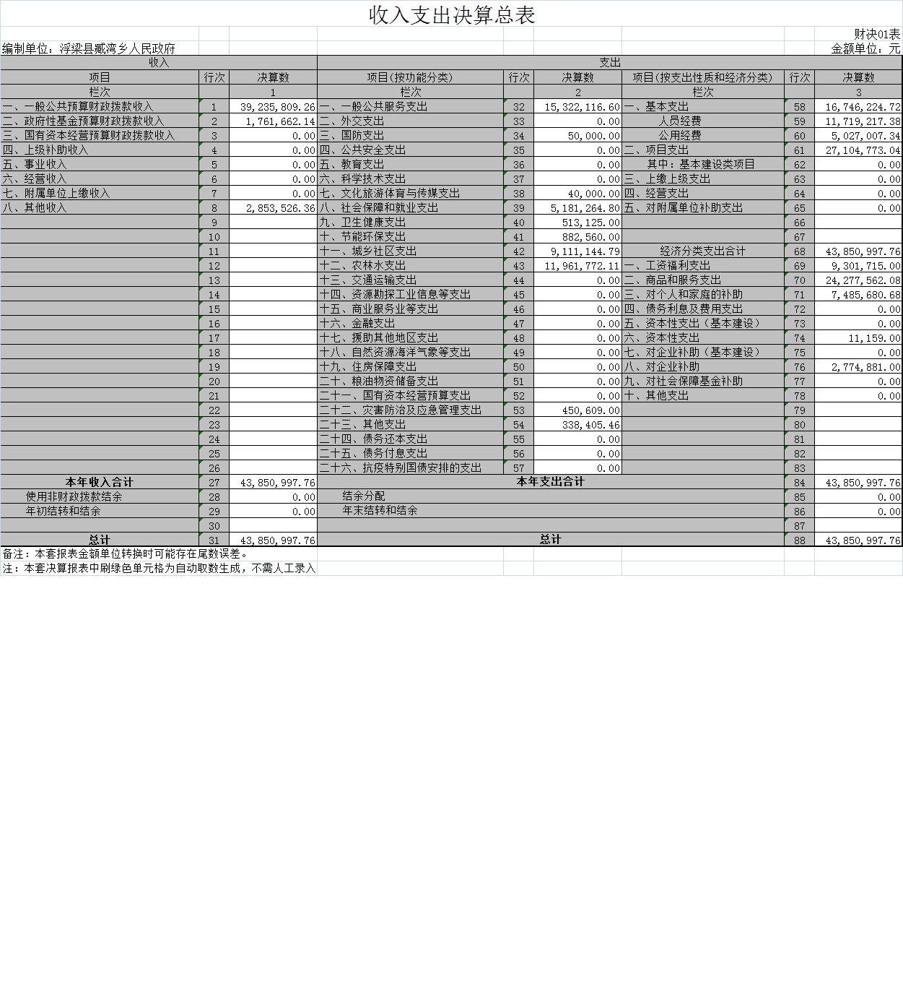 收入支出决算总表
财决01表
编制单位：浮梁县臧湾乡人民政府 金额单位：元
收入 支出
项目 行次 决算数 项目(按功能分类) 行次 决算数 项目(按支出性质和经济分类) 行次 决算数
栏次 1 栏次 2 栏次 3
一、一般公共预算财政拨款收入 1 39,235,809.26 一、一般公共服务支出 32 15,322,116.60 一、基本支出 58 16,746,224.72
二、政府性基金预算财政拨款收入 2 1,761,662.14 二、外交支出 33 0.00 人员经费 59 11,719,217.38
三、国有资本经营预算财政拨款收入 3 0.00 三、国防支出 34 50,000.00 公用经费 60 5,027,007.34
四、上级补助收入 4 0.00 四、公共安全支出 35 0.00 二、项目支出 61 27,104,773.04
五、事业收入 5 0.00 五、教育支出 36 0.00 其中：基本建设类项目 62 0.00
六、经营收入 6 0.00 六、科学技术支出 37 0.00 三、上缴上级支出 63 0.00
七、附属单位上缴收入 7 0.00 七、文化旅游体育与传媒支出 38 40,000.00 四、经营支出 64 0.00
八、其他收入 8 2,853,526.36 八、社会保障和就业支出 39 5,181,264.80 五、对附属单位补助支出 65 0.00
9 九、卫生健康支出 40 513,125.00 66
10 十、节能环保支出 41 882,560.00 67
11 十一、城乡社区支出 42 9,111,144.79 经济分类支出合计 68 43,850,997.76
12 十二、农林水支出 43 11,961,772.11 一、工资福利支出 69 9,301,715.00
13 十三、交通运输支出 44 0.00 二、商品和服务支出 70 24,277,562.08
14 十四、资源勘探工业信息等支出 45 0.00 三、对个人和家庭的补助 71 7,485,680.68
15 十五、商业服务业等支出 46 0.00 四、债务利息及费用支出 72 0.00
16 十六、金融支出 47 0.00 五、资本性支出（基本建设） 73 0.00
17 十七、援助其他地区支出 48 0.00 六、资本性支出 74 11,159.00
18 十八、自然资源海洋气象等支出 49 0.00 七、对企业补助（基本建设） 75 0.00
19 十九、住房保障支出 50 0.00 八、对企业补助 76 2,774,881.00
20 二十、粮油物资储备支出 51 0.00 九、对社会保障基金补助 77 0.00
21 二十一、国有资本经营预算支出 52 0.00 十、其他支出 78 0.00
22 二十二、灾害防治及应急管理支出 53 450,609.00 79
23 二十三、其他支出 54 338,405.46 80
24 二十四、债务还本支出 55 0.00 81
25 二十五、债务付息支出 56 0.00 82
26 二十六、抗疫特别国债安排的支出 57 0.00 83
本年收入合计 27 43,850,997.76 本年支出合计 84 43,850,997.76
使用非财政拨款结余 28 0.00 结余分配 85 0.00
年初结转和结余 29 0.00 年末结转和结余 86 0.00
30 87
总计 31 43,850,997.76 总计 88 43,850,997.76
备注：本套报表金额单位转换时可能存在尾数误差。
注：本套决算报表中刷绿色单元格为自动取数生成，不需人工录入